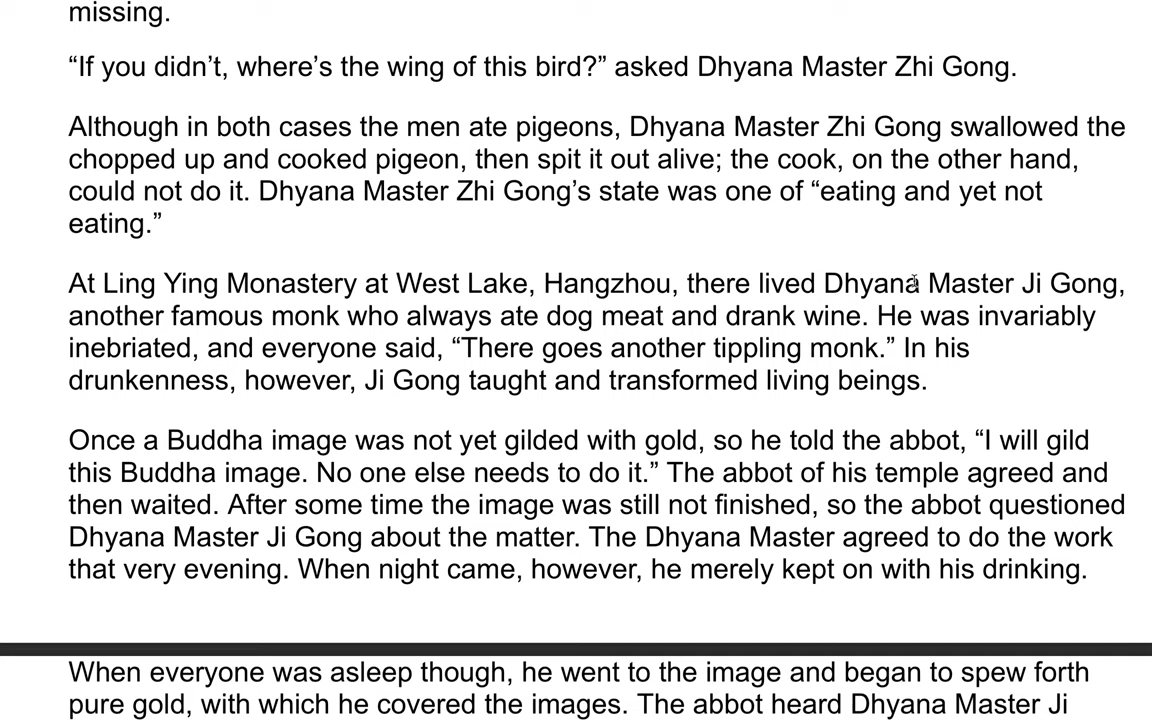 missing.
“If you didn’t, where’s the wing of this bird?” asked Dhyana Master Zhi Gong.
Although in both cases the men ate pigeons, Dhyana Master Zhi Gong swallowed the
chopped up and cooked pigeon, then spit it out alive; the cook, on the other hand,
could not do it. Dhyana Master Zhi Gong’s state was one of “eating and yet not
eating.”
At Ling Ying Monastery at West Lake, Hangzhou, there lived Dhyana Master Ji Gong,
another famous monk who always ate dog meat and drank wine. He was invariably
inebriated, and everyone said, “There goes another tippling monk.” In his
drunkenness, however, Ji Gong taught and transformed living beings.
Once a Buddha image was not yet gilded with gold, so he told the abbot, “I will gild
this Buddha image. No one else needs to do it.” The abbot of his temple agreed and
then waited. After some time the image was still not finished, so the abbot questioned
Dhyana Master Ji Gong about the matter. The Dhyana Master agreed to do the work
that very evening. When night came, however, he merely kept on with his drinking.
When everyone was asleep though, he went to the image and began to spew forth
pure gold, with which he covered the images. The abbot heard Dhyana Master Ji